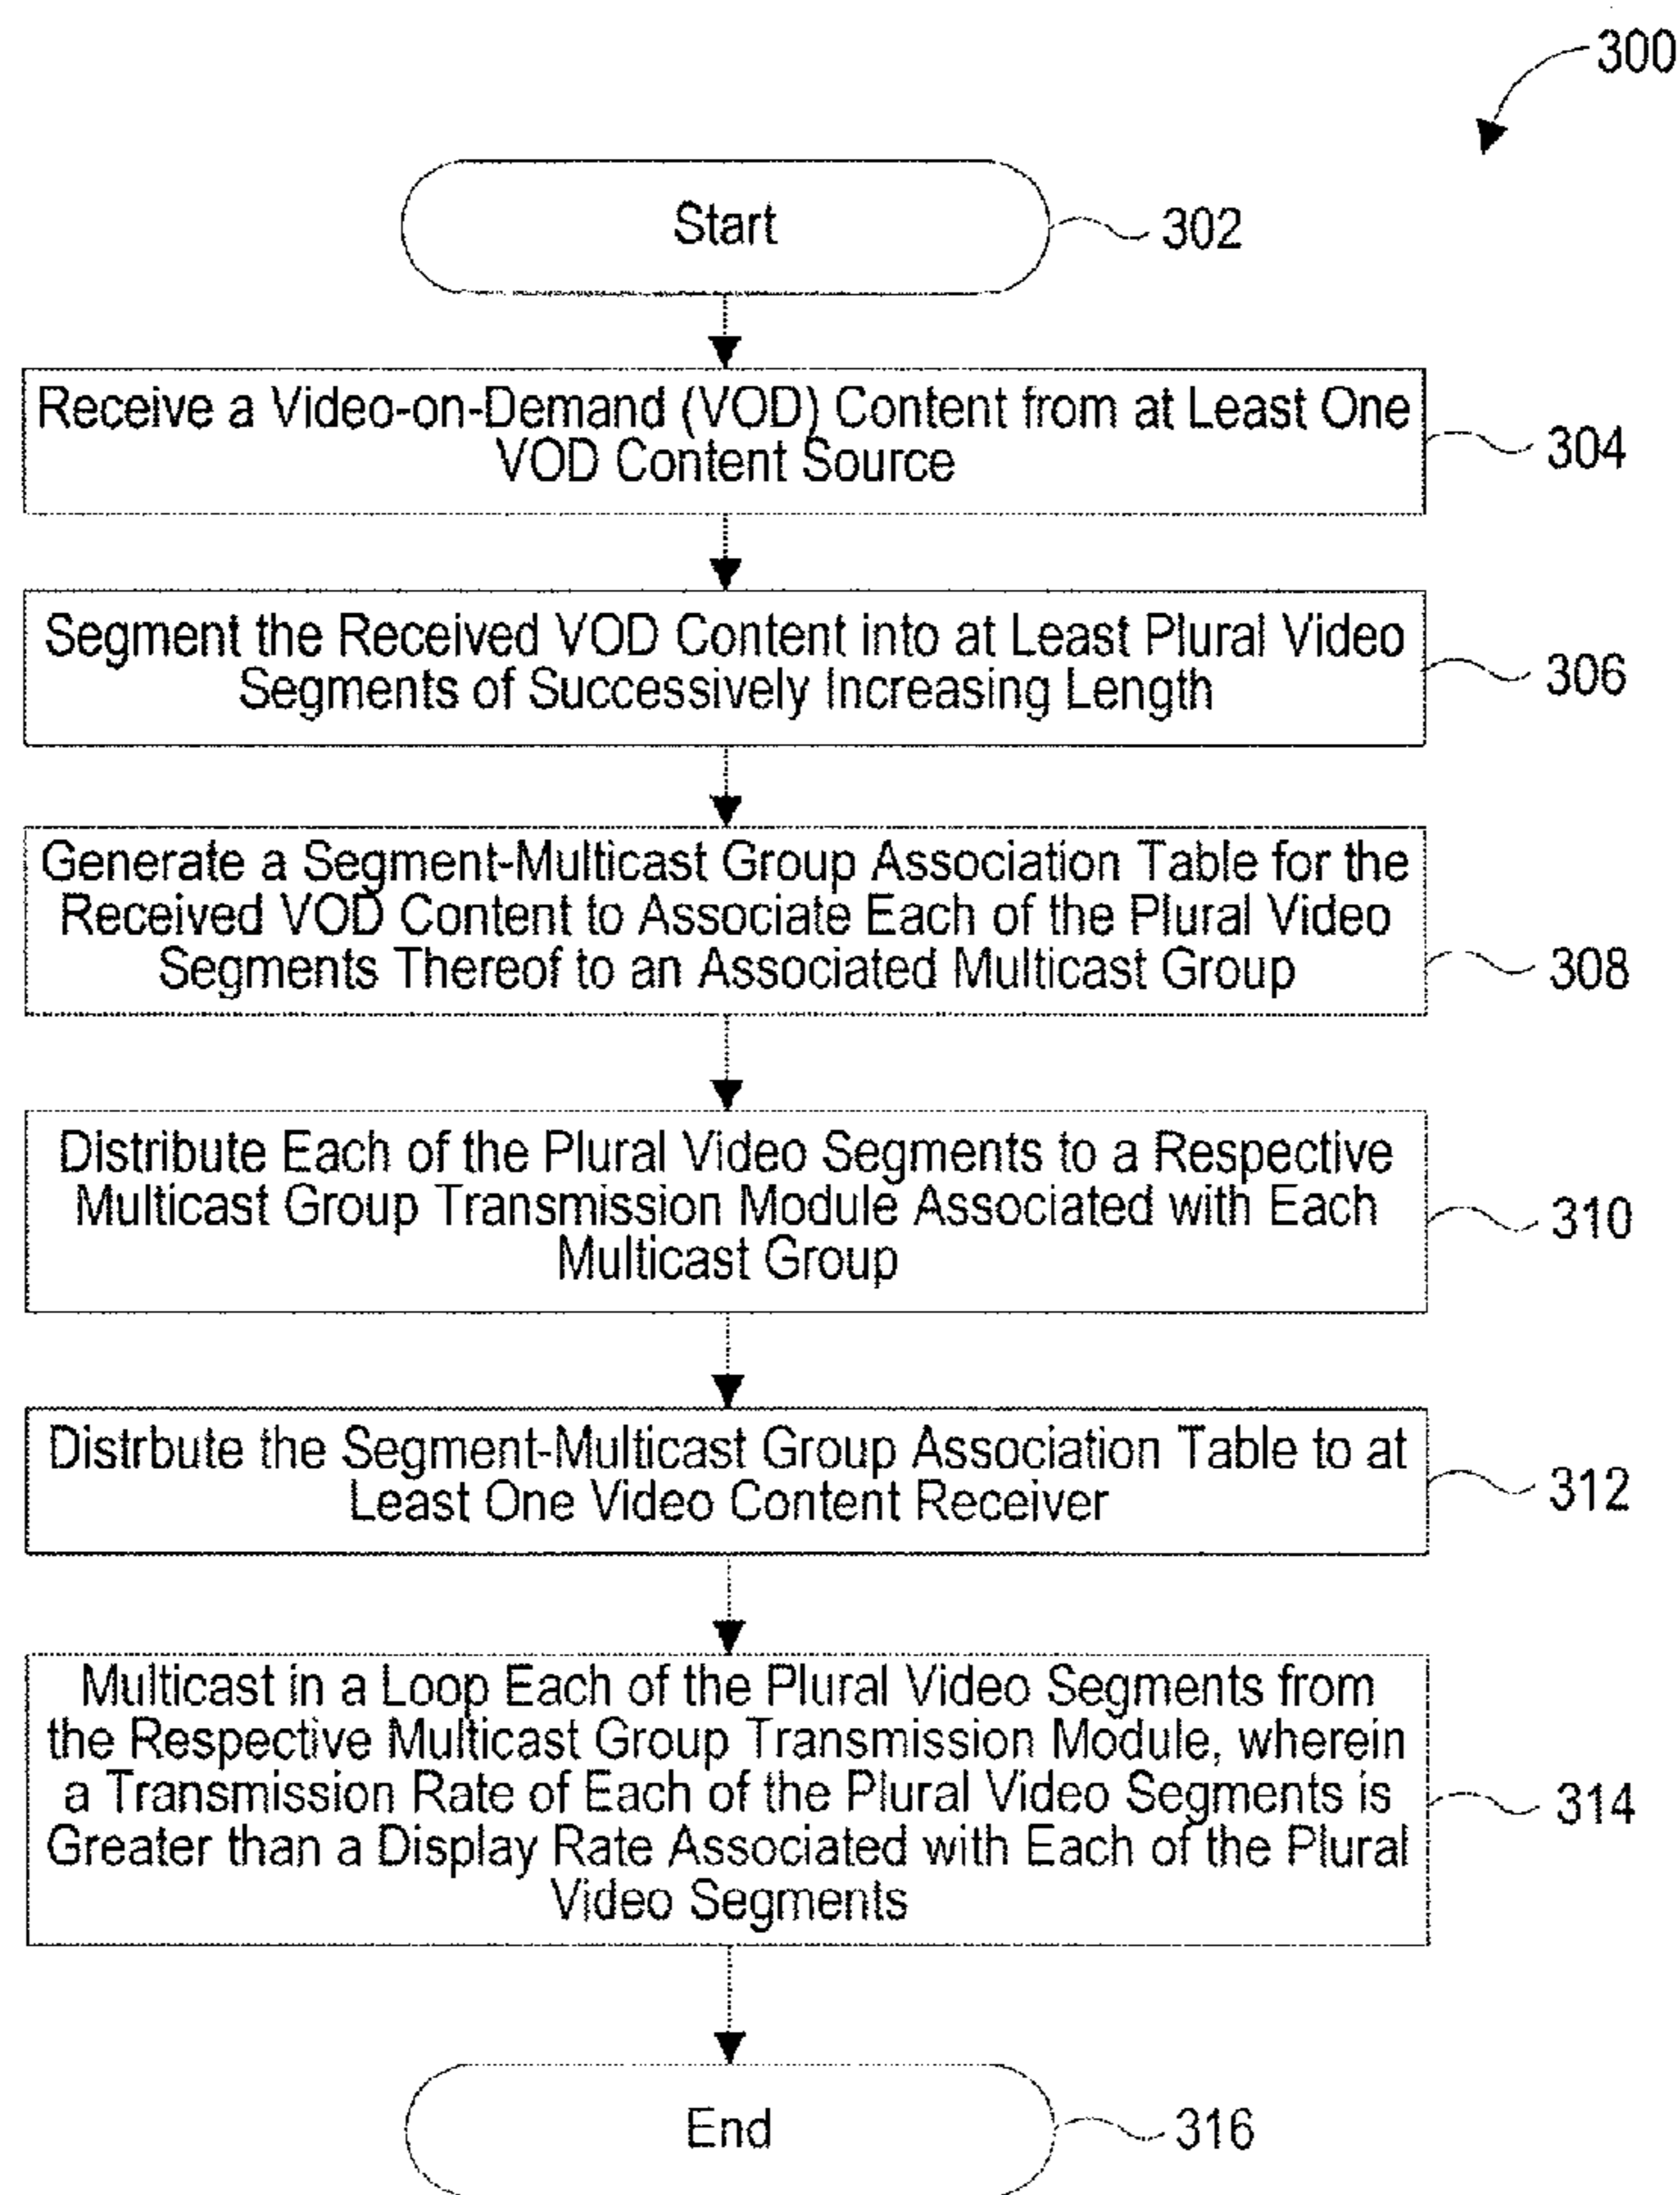 300
Start
302
Receive a Video-on-Demand (VOD) Content from at Least One
VOD Content Source
304
Segment the Received VOD Content into at Least Plural Video
Segments of Successively Increasing Length
306
Generate a Segment-Multicast Group Association Table for the
Received VOD Content to Associate Each of the Plural Video
Segments Thereof to an Associated Multicast Group
308
Distribute Each of the Plural Video Segments to a Respective
Multicast Group Transmission Module Associated with Each
Multicast Group
310
Distrbute the Segment-Multicast Group Association Table to at
Least One Video Content Receiver
312
Multicast in a Loop Each of the Plural Video Segments from
the Respective Multicast Group Transmission Module, wherein
a Transmission Rate of Each of the Plural Video Segments is
Greater than a Display Rate Associated with Each of the Plural
Video Segments
314
End
316